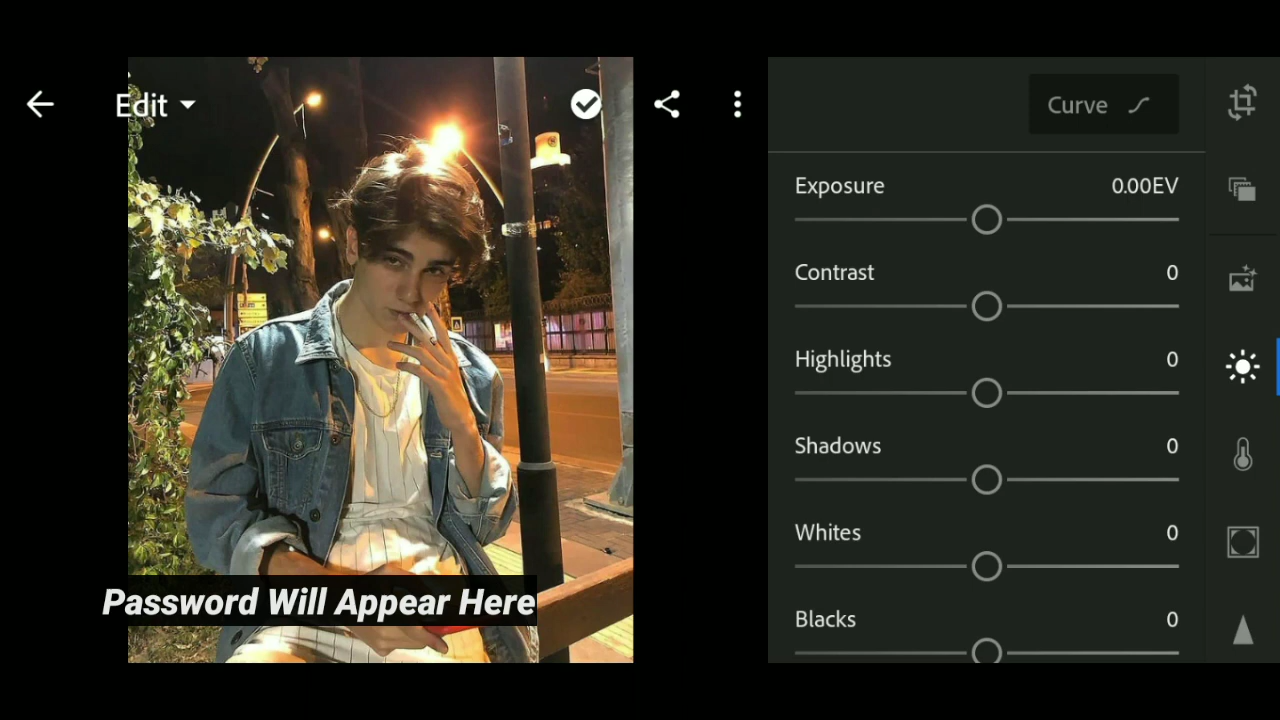 Edit
Curve
Exposure 0.00EV
Contrast 0
Highlights 0
Shadows 0
Whites 0
Blacks 0
Password Will Appear Here